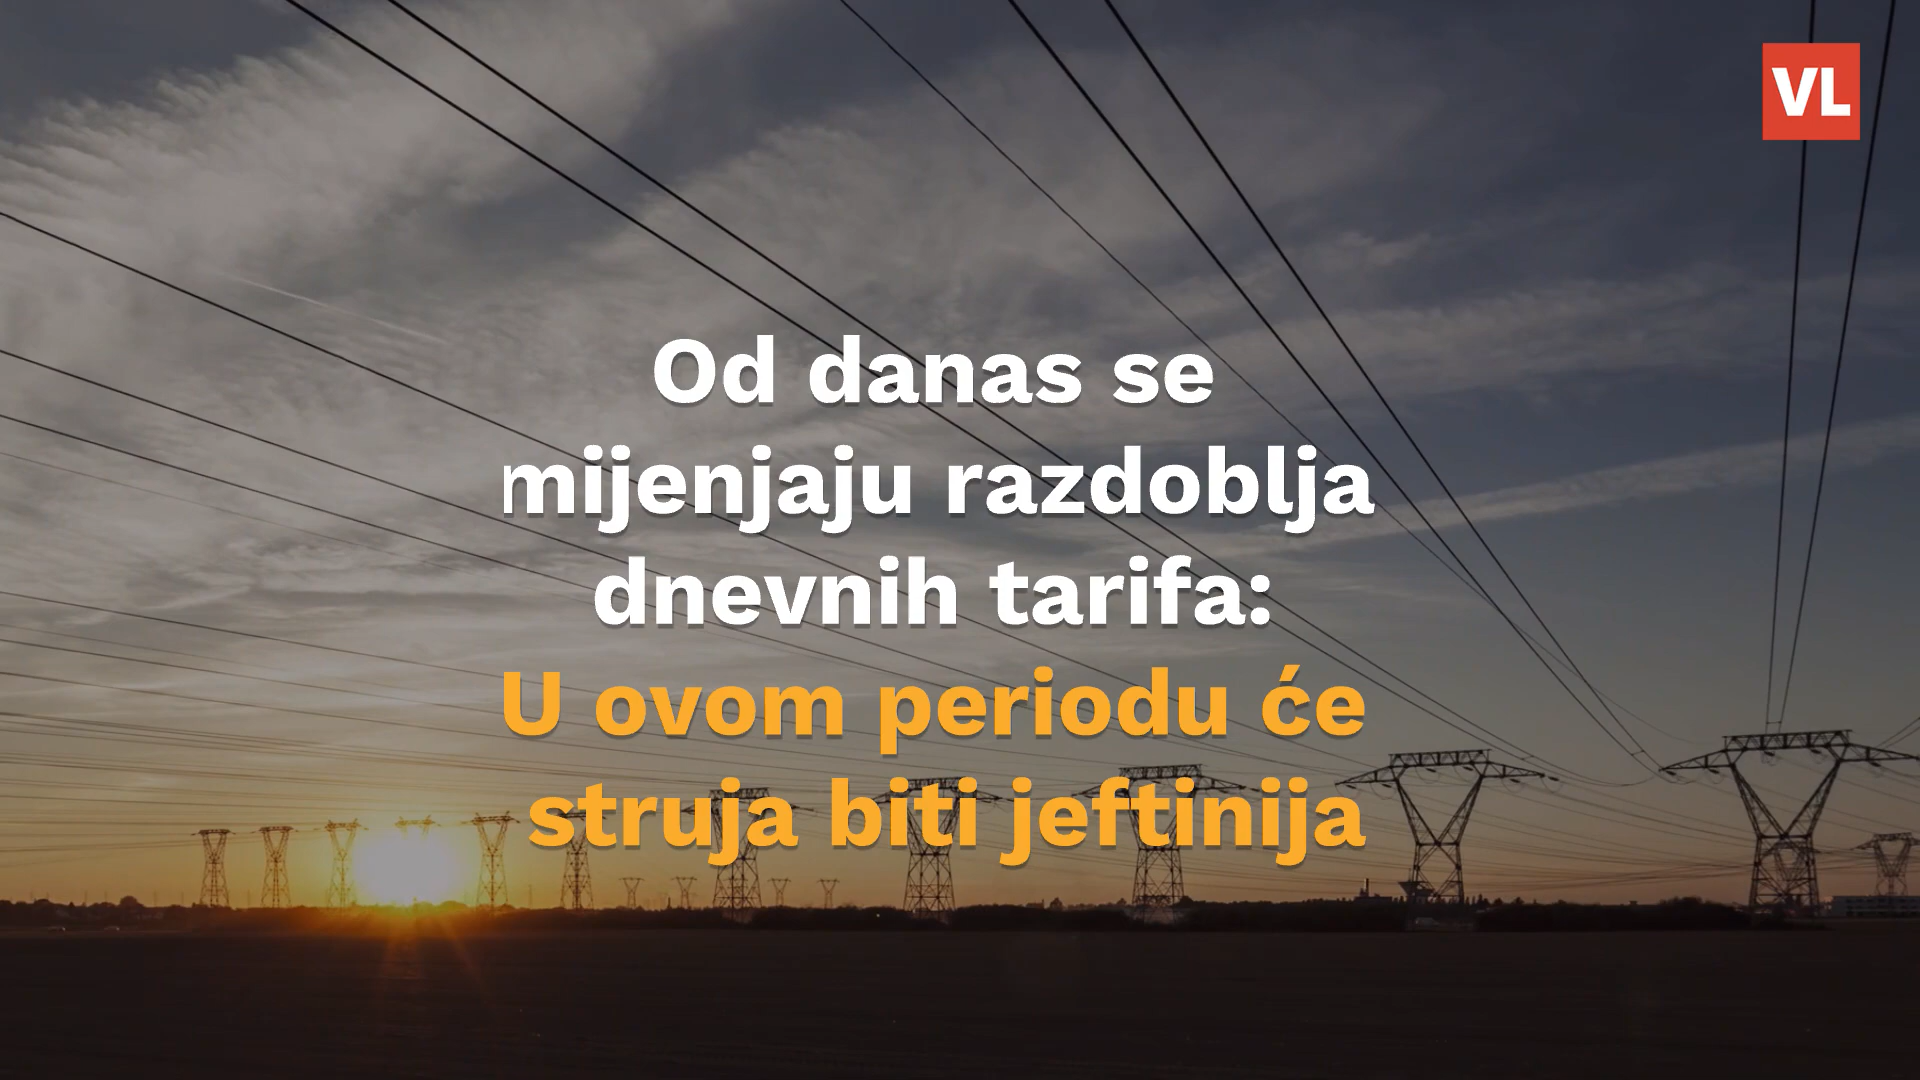 VL
Od danas se
mijenjaju razdoblja
dnevnih tarifa:
U ovom periodu će
struja biti jeftinija